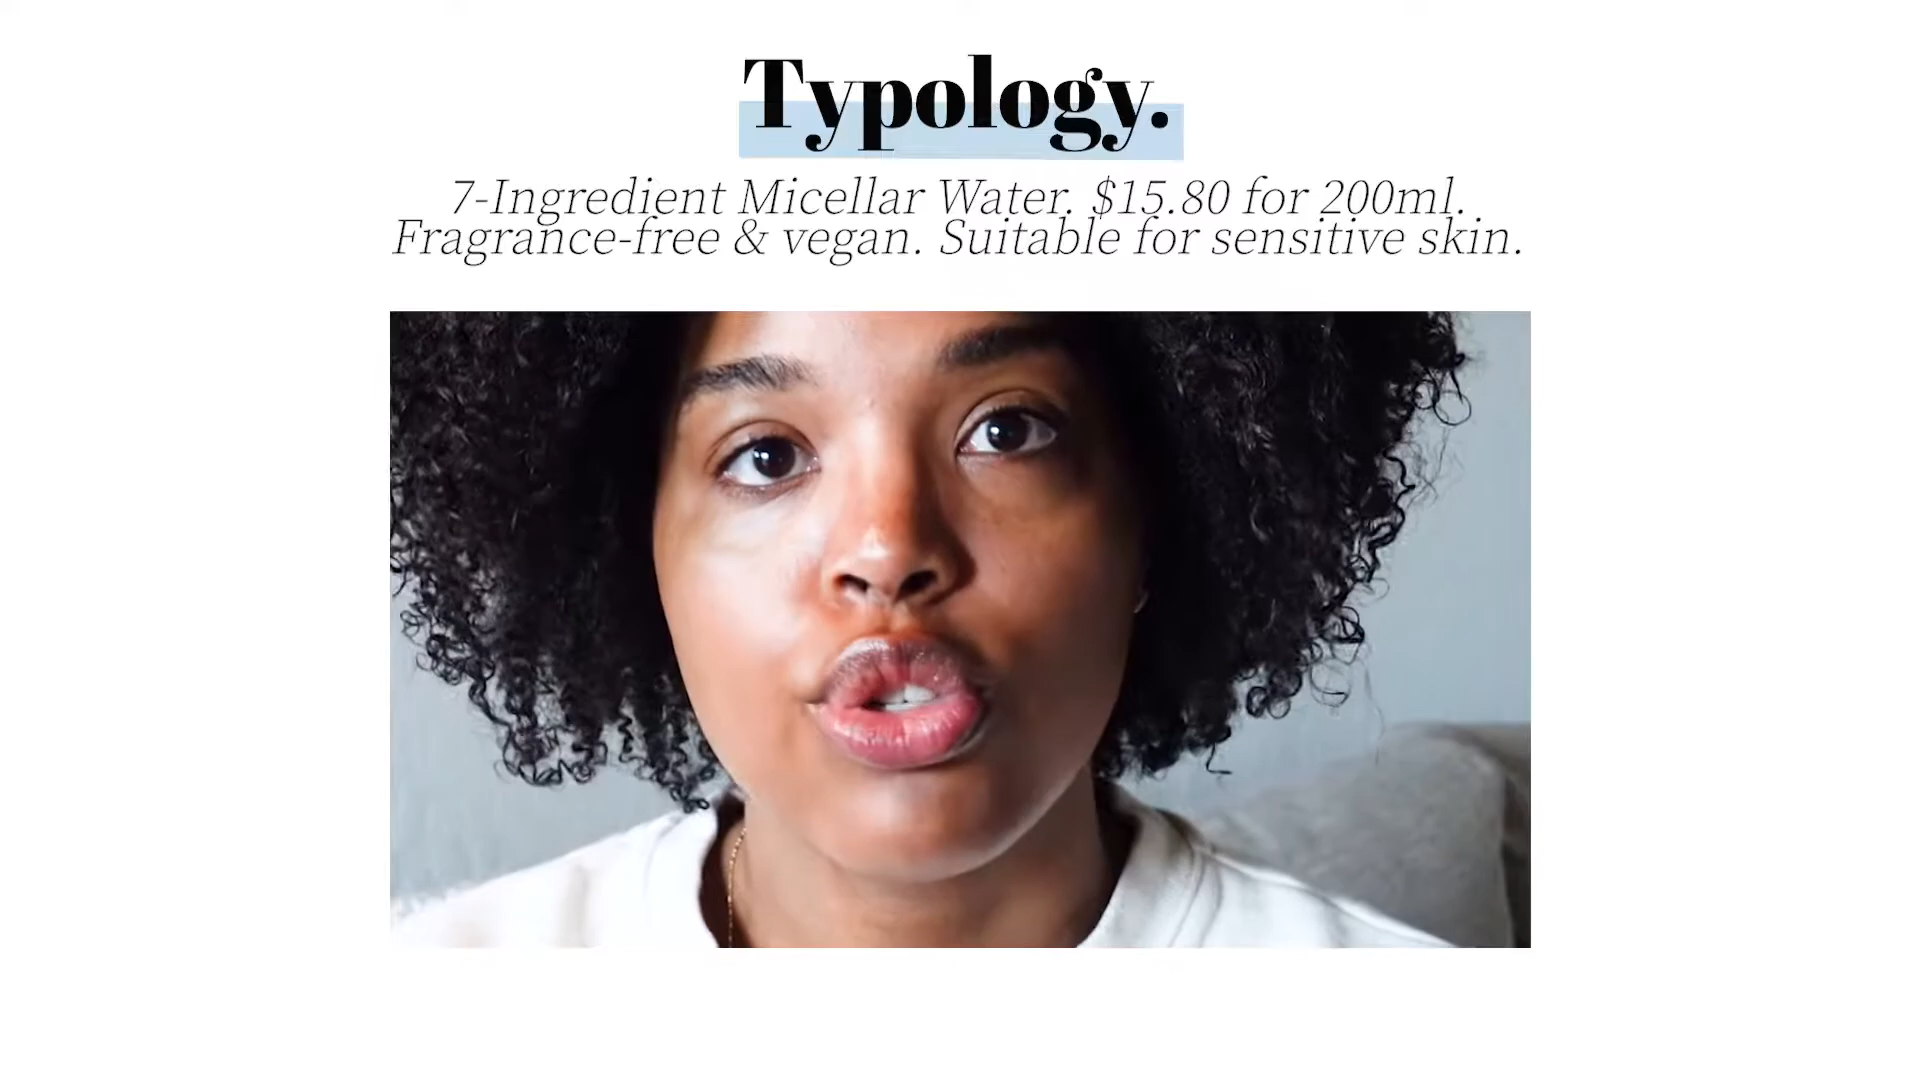 Typology.
7-Ingredient Micellar Water. $15.80 for 200ml.
Fragrance-free & vegan. Suitable for sensitive skin.